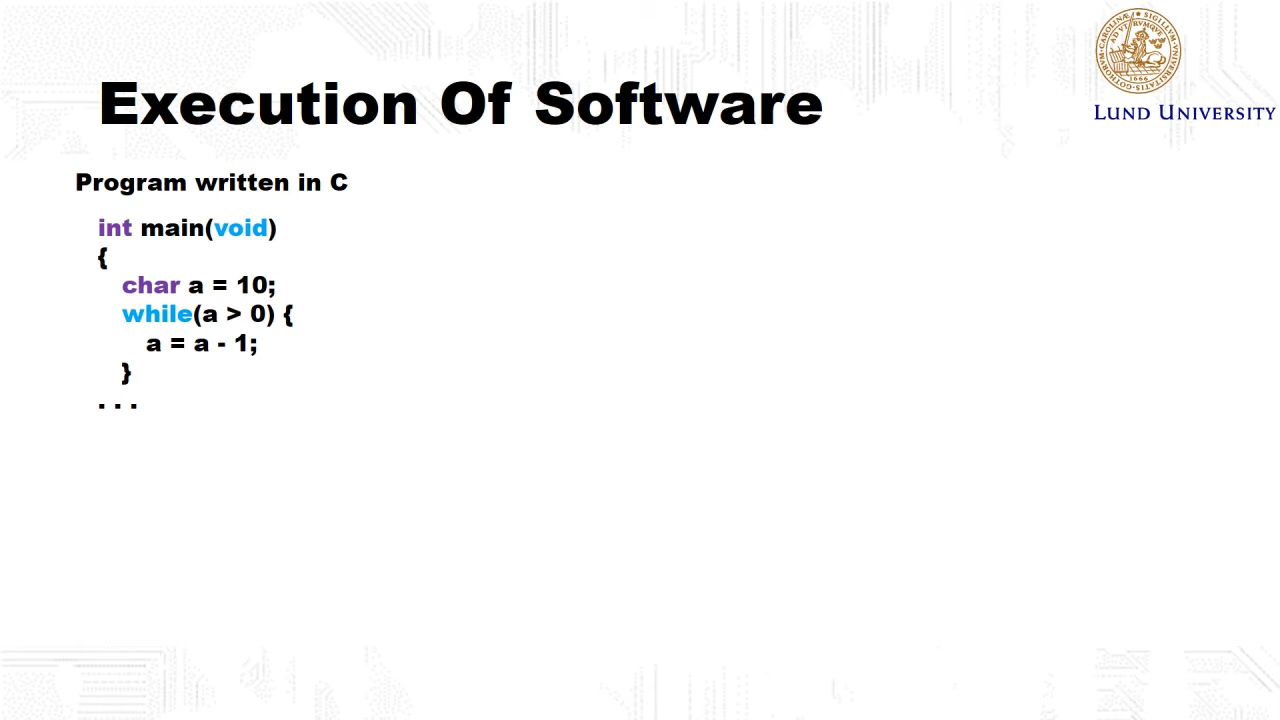 Execution Of Software
LUND UNIVERSITY
Program written in C
int main(void)
{
char a = 10;
while(a > 0) {
a = a - 1;
}
. . .